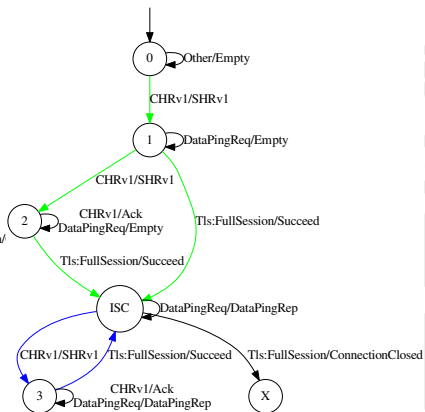 0
Other/Empty
CHRv1/SHRv1
1
DataPingReq/Empty
CHRv1/SHRv1
2
CHRv1/Ack
DataPingReq/Empty
Tls:FullSession/Succeed
Tls:FullSession/Succeed
ISC
DataPingReq/DataPingRep
CHRv1/SHRv1
Tls:FullSession/Succeed
Tls:FullSession/ConnectionClosed
3
CHRv1/Ack
DataPingReq/DataPingRep
X